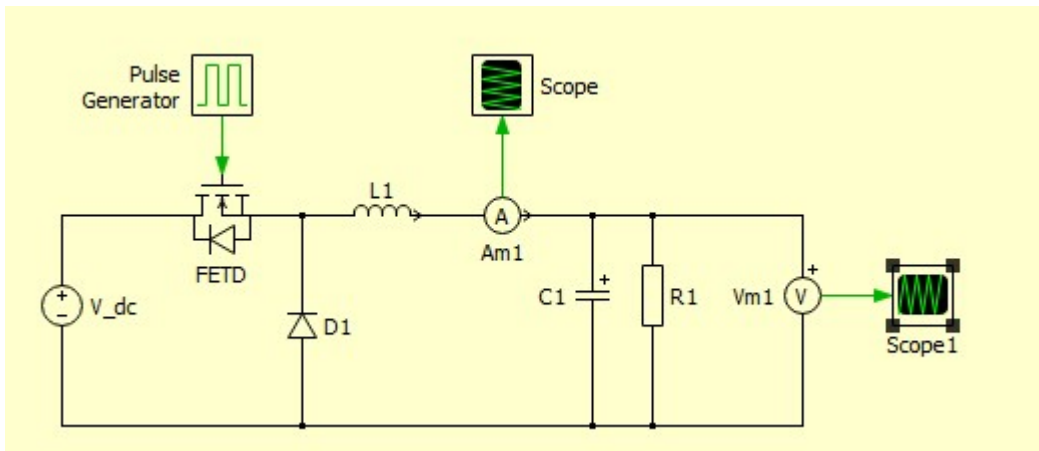 Pulse
Generator
Scope
L1
A
Am1
FETD
V_dc
D1
C1
R1
Vm1
V
Scope1